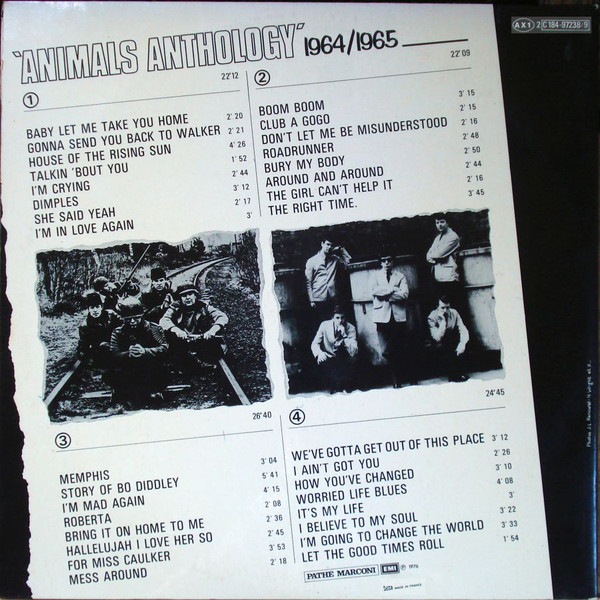 'ANIMALS ANTHOLOGY' 1964/1965
AX1 2C 184-97238/9
1 22'12
BABY LET ME TAKE YOU HOME 2' 20
GONNA SEND YOU BACK TO WALKER 2' 21
HOUSE OF THE RISING SUN 4' 26
TALKIN 'BOUT YOU 1' 52
I'M CRYING 2' 44
DIMPLES 3' 12
SHE SAID YEAH 2' 17
I'M IN LOVE AGAIN 3'
2 22'09
BOOM BOOM 3' 15
CLUB A GOGO 2' 15
DON'T LET ME BE MISUNDERSTOOD 2' 16
ROADRUNNER 2' 48
BURY MY BODY 2' 50
AROUND AND AROUND 2' 44
THE GIRL CAN'T HELP IT 2' 16
THE RIGHT TIME. 3' 45
3 26'40
MEMPHIS 3' 04
STORY OF BO DIDDLEY 5' 41
I'M MAD AGAIN 4' 15
ROBERTA 2' 08
BRING IT ON HOME TO ME 2' 36
HALLELUJAH I LOVE HER SO 2' 45
FOR MISS CAULKER 3' 53
MESS AROUND 2' 18
4 24'45
WE'VE GOTTA GET OUT OF THIS PLACE 3' 12
I AIN'T GOT YOU 2' 26
HOW YOU'VE CHANGED 3' 10
WORRIED LIFE BLUES 4' 08
IT'S MY LIFE 3'
I BELIEVE TO MY SOUL 3' 22
I'M GOING TO CHANGE THE WORLD 3' 33
LET THE GOOD TIMES ROLL 1' 54
PATHE MARCONI EMI ℗ 1976
MADE IN FRANCE